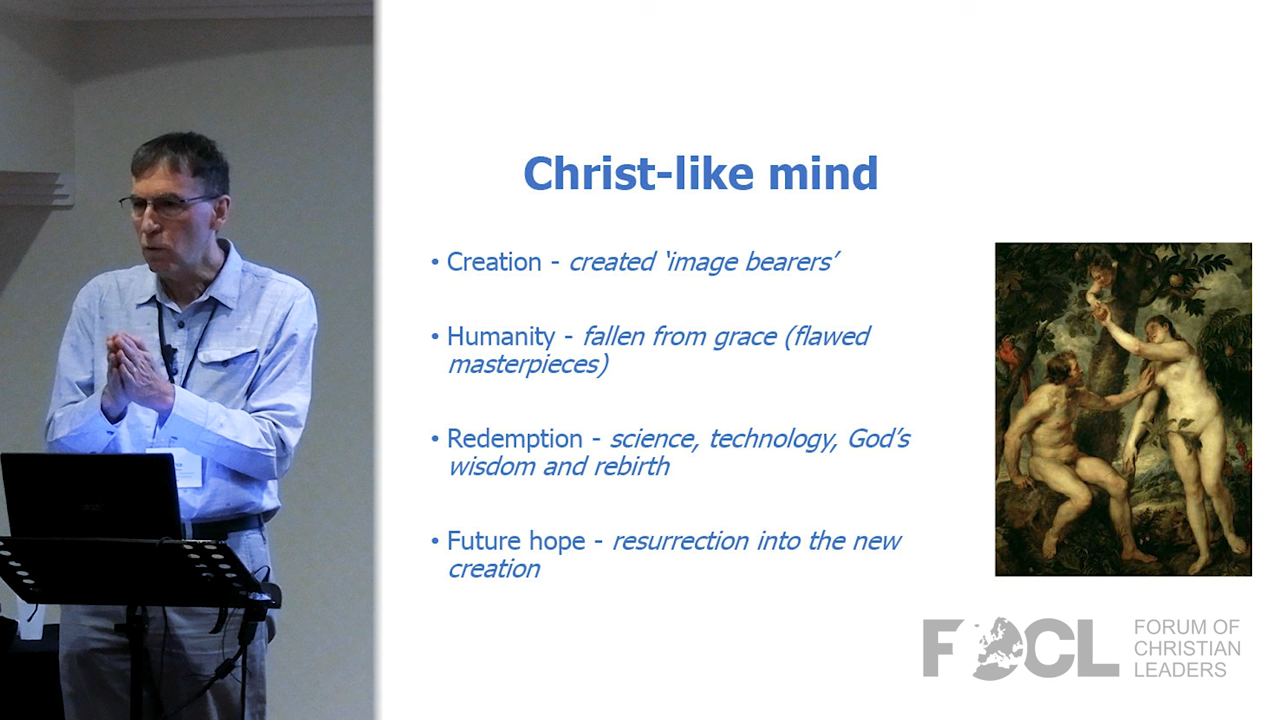 Christ-like mind
• Creation - created ‘image bearers’
• Humanity - fallen from grace (flawed
masterpieces)
• Redemption - science, technology, God’s
wisdom and rebirth
• Future hope - resurrection into the new
creation
FOCL
FORUM OF
CHRISTIAN
LEADERS
acer